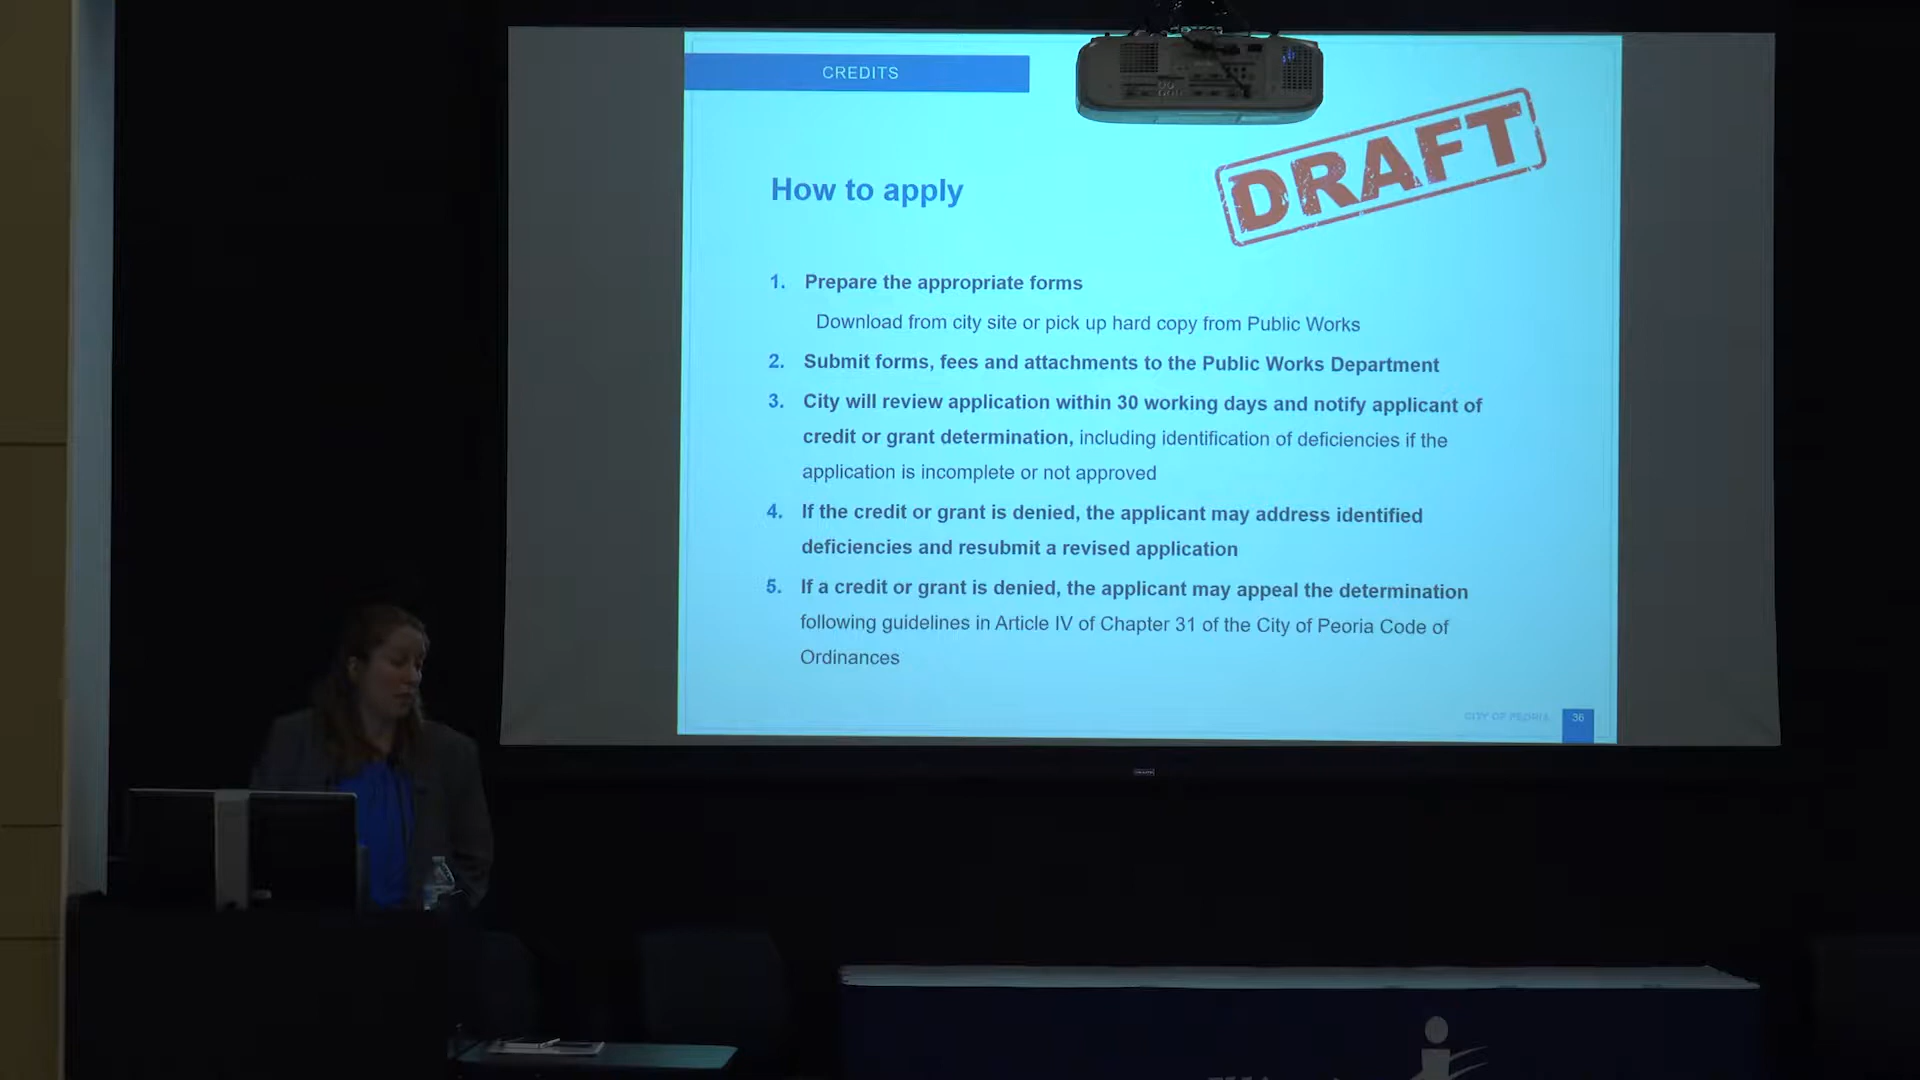 CREDITS
DRAFT
How to apply
1. Prepare the appropriate forms
Download from city site or pick up hard copy from Public Works
2. Submit forms, fees and attachments to the Public Works Department
3. City will review application within 30 working days and notify applicant of
credit or grant determination, including identification of deficiencies if the
application is incomplete or not approved
4. If the credit or grant is denied, the applicant may address identified
deficiencies and resubmit a revised application
5. If a credit or grant is denied, the applicant may appeal the determination
following guidelines in Article IV of Chapter 31 of the City of Peoria Code of
Ordinances
CITY OF PEORIA 36